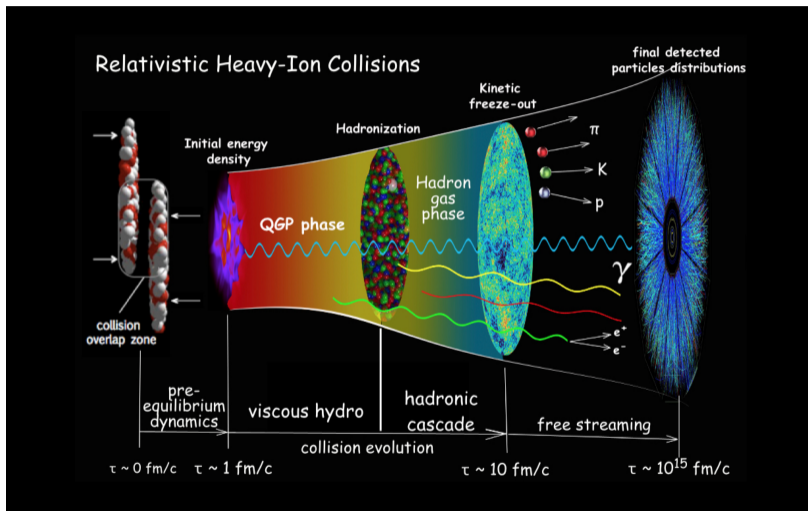 Relativistic Heavy-Ion Collisions
final detected
particles distributions
Kinetic
freeze-out
Hadronization
Initial energy
density
π
K
p
QGP phase
Hadron
gas
phase
γ
e⁺
e⁻
collision
overlap zone
pre-
equilibrium
dynamics
viscous hydro
hadronic
cascade
free streaming
collision evolution
τ ~ 0 fm/c
τ ~ 1 fm/c
τ ~ 10 fm/c
τ ~ 10¹⁵ fm/c